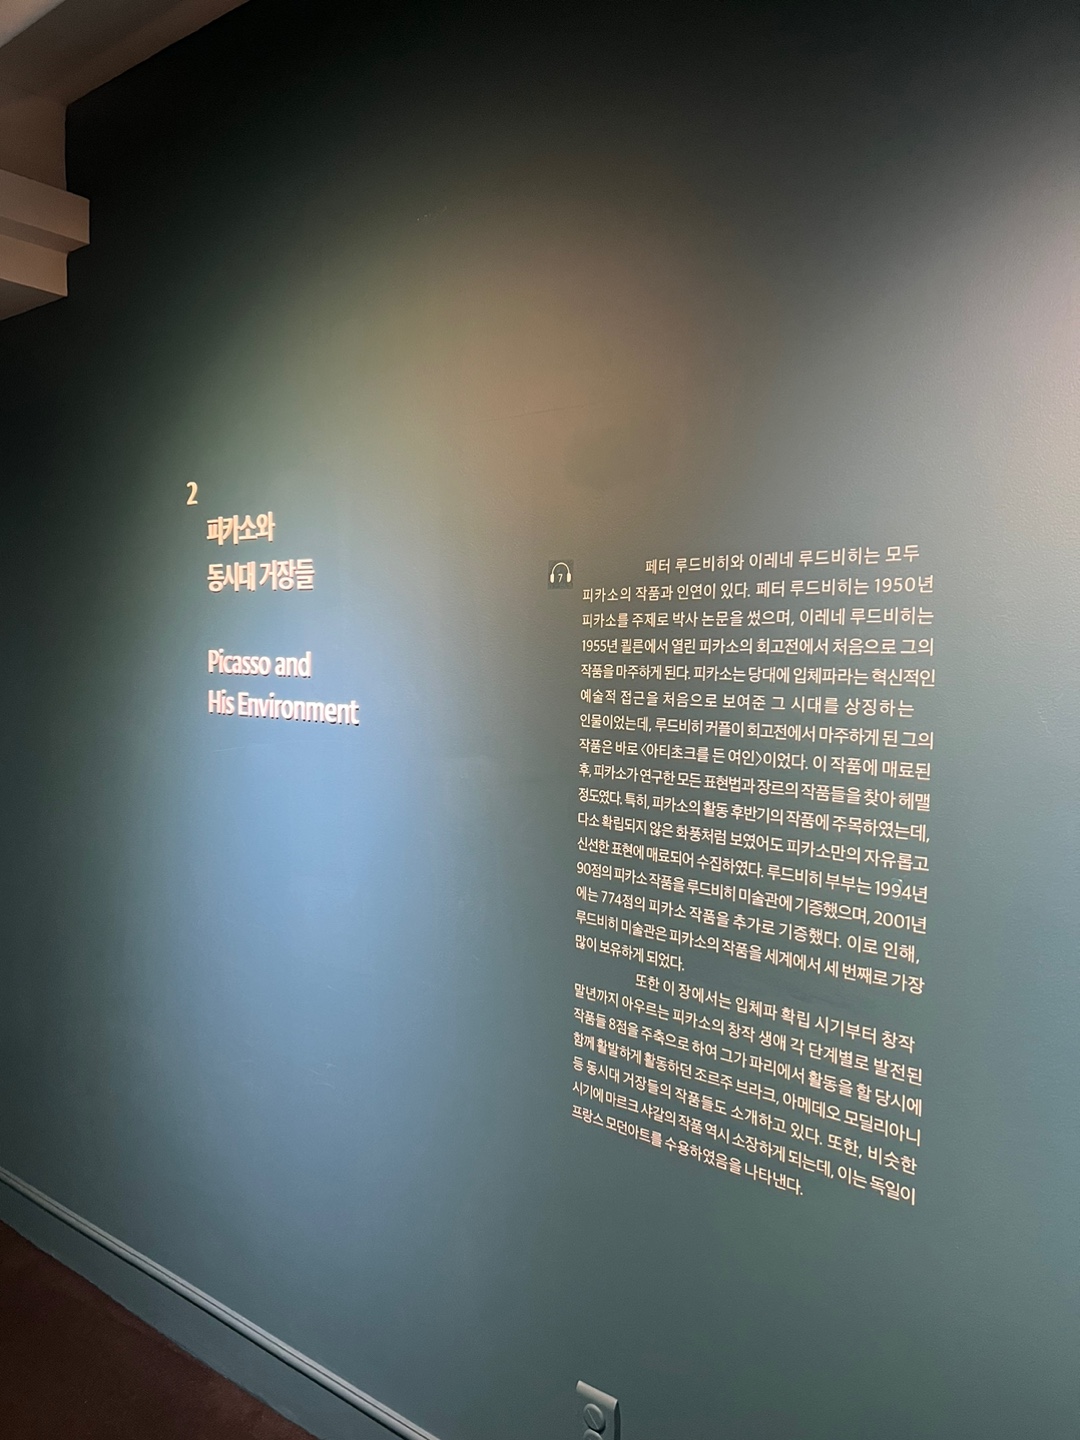 2
피카소와
동시대 거장들
Picasso and
His Environment
7
페터 루드비히와 이레네 루드비히는 모두
피카소의 작품과 인연이 있다. 페터 루드비히는 1950년
피카소를 주제로 박사 논문을 썼으며, 이레네 루드비히는
1955년 쾰른에서 열린 피카소의 회고전에서 처음으로 그의
작품을 마주하게 된다. 피카소는 당대에 입체파라는 혁신적인
예술적 접근을 처음으로 보여준 그 시대를 상징하는
인물이었는데, 루드비히 커플이 회고전에서 마주하게 된 그의
작품은 바로 <아티초크를 든 여인>이었다. 이 작품에 매료된
후, 피카소가 연구한 모든 표현법과 장르의 작품들을 찾아 헤맬
정도였다. 특히, 피카소의 활동 후반기의 작품에 주목하였는데,
다소 확립되지 않은 화풍처럼 보였어도 피카소만의 자유롭고
신선한 표현에 매료되어 수집하였다. 루드비히 부부는 1994년
90점의 피카소 작품을 루드비히 미술관에 기증했으며, 2001년
에는 774점의 피카소 작품을 추가로 기증했다. 이로 인해,
루드비히 미술관은 피카소의 작품을 세계에서 세 번째로 가장
많이 보유하게 되었다.
또한 이 장에서는 입체파 확립 시기부터 창작
말년까지 아우르는 피카소의 창작 생애 각 단계별로 발전된
작품들 8점을 주축으로 하여 그가 파리에서 활동을 할 당시에
함께 활발하게 활동하던 조르주 브라크, 아메데오 모딜리아니
등 동시대 거장들의 작품들도 소개하고 있다. 또한, 비슷한
시기에 마르크 샤갈의 작품 역시 소장하게 되는데, 이는 독일이
프랑스 모던아트를 수용하였음을 나타낸다.